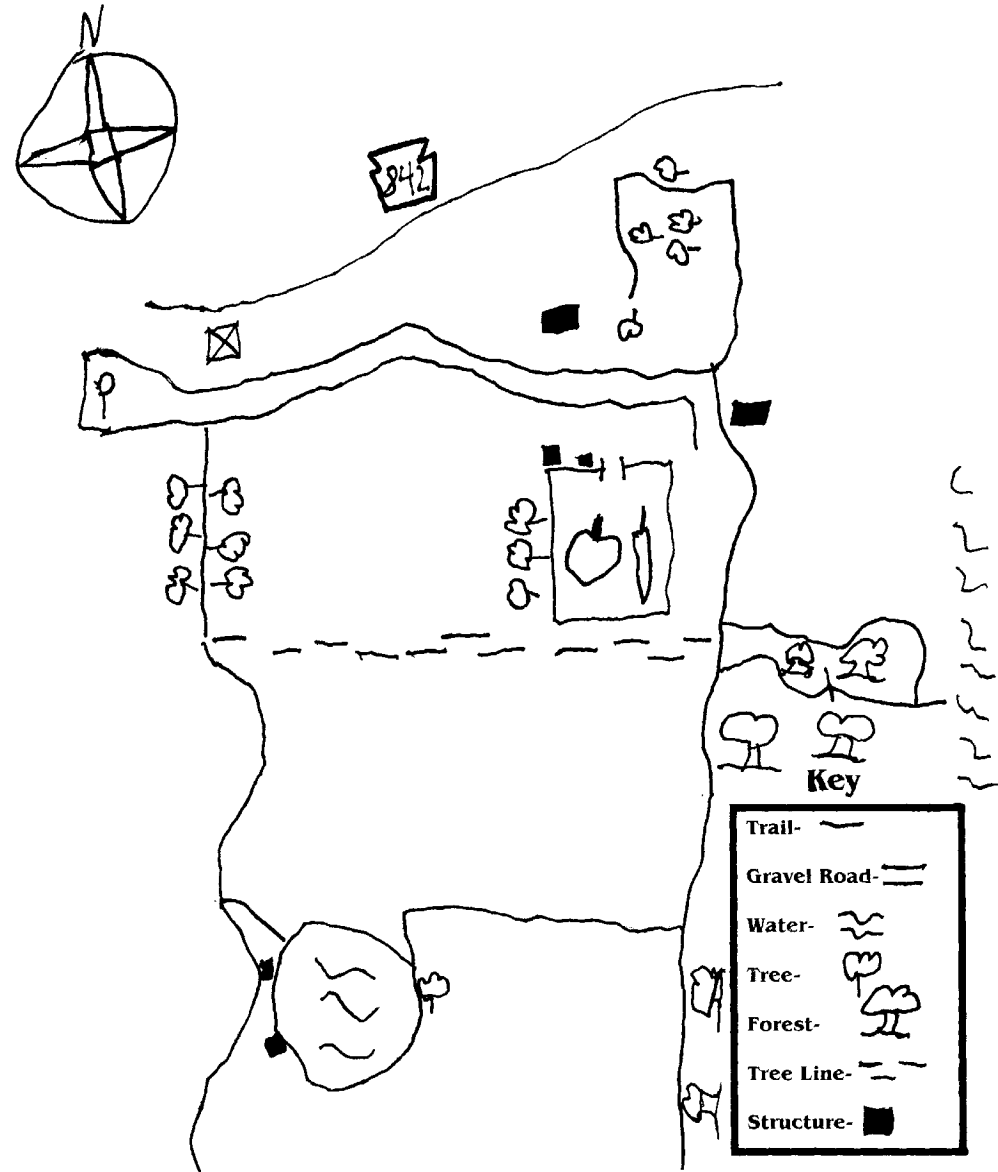 N
842
Key
Trail-
Gravel Road-
Water-
Tree-
Forest-
Tree Line-
Structure-